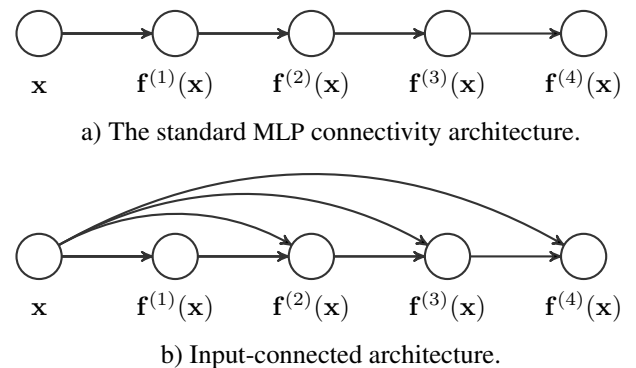 x f⁽¹⁾(x) f⁽²⁾(x) f⁽³⁾(x) f⁽⁴⁾(x)
a) The standard MLP connectivity architecture.
x f⁽¹⁾(x) f⁽²⁾(x) f⁽³⁾(x) f⁽⁴⁾(x)
b) Input-connected architecture.